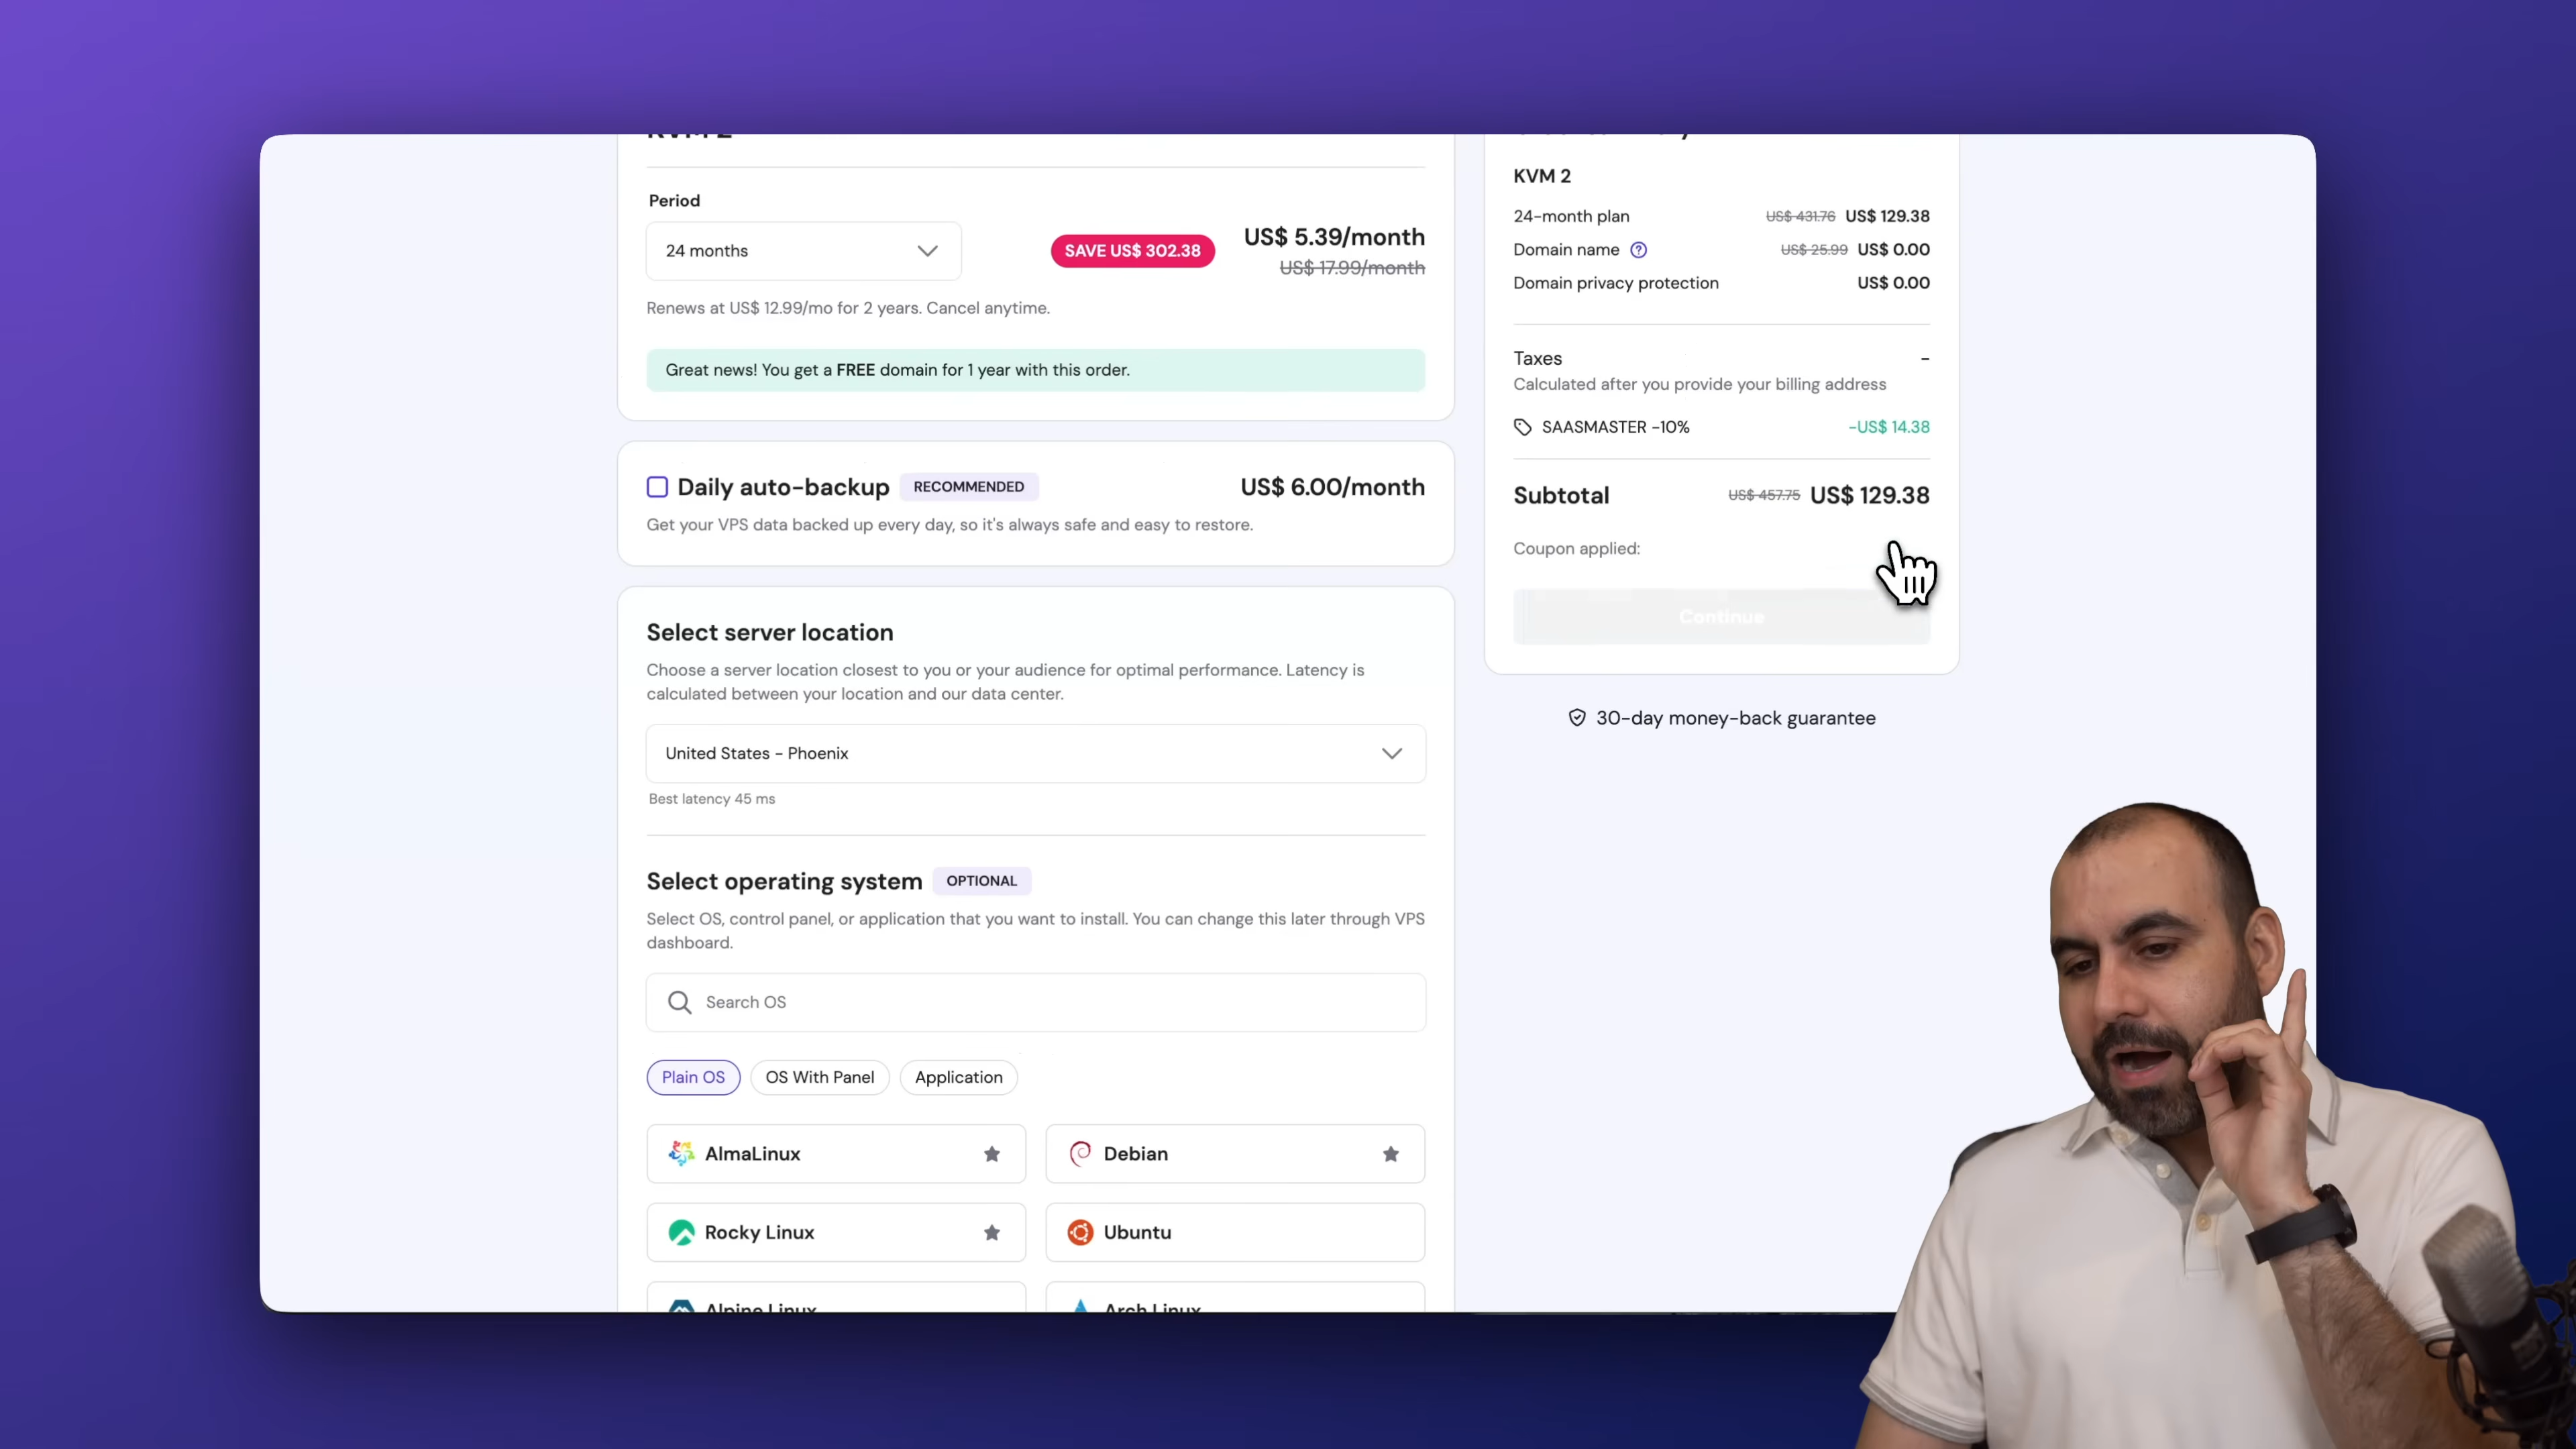 KVM 2
Period
24 months
SAVE US$ 302.38
US$ 5.39/month
US$ 17.99/month
Renews at US$ 12.99/mo for 2 years. Cancel anytime.
Great news! You get a FREE domain for 1 year with this order.
Daily auto-backup
RECOMMENDED
US$ 6.00/month
Get your VPS data backed up every day, so it's always safe and easy to restore.
Select server location
Choose a server location closest to you or your audience for optimal performance. Latency is
calculated between your location and our data center.
United States - Phoenix
Best latency 45 ms
Select operating system
OPTIONAL
Select OS, control panel, or application that you want to install. You can change this later through VPS
dashboard.
Search OS
Plain OS
OS With Panel
Application
AlmaLinux
Debian
Rocky Linux
Ubuntu
Alpine Linux
Arch Linux
KVM 2
24-month plan US$ 431.76 US$ 129.38
Domain name US$ 25.99 US$ 0.00
Domain privacy protection US$ 0.00
Taxes -
Calculated after you provide your billing address
SAASMASTER -10% -US$ 14.38
Subtotal US$ 457.75 US$ 129.38
Coupon applied:
Continue
30-day money-back guarantee